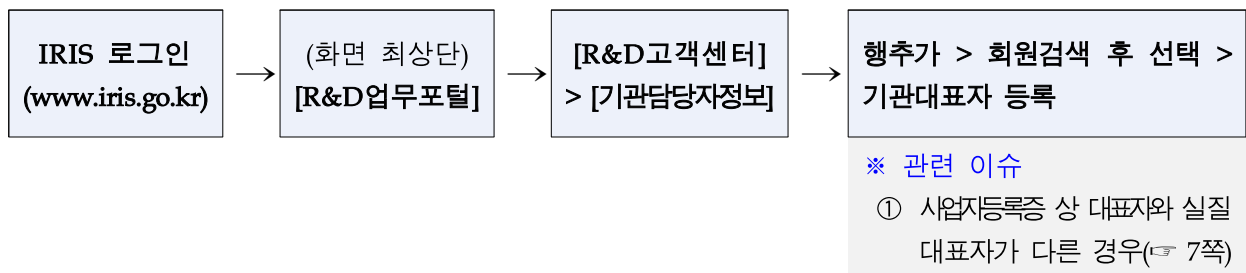 IRIS 로그인
(www.iris.go.kr)
→
(화면 최상단)
[R&D업무포털]
→
[R&D고객센터]
> [기관담당자정보]
→
행추가 > 회원검색 후 선택 >
기관대표자 등록
※ 관련 이슈
① 사업자등록증 상 대표자와 실질
대표자가 다른 경우(☞ 7쪽)